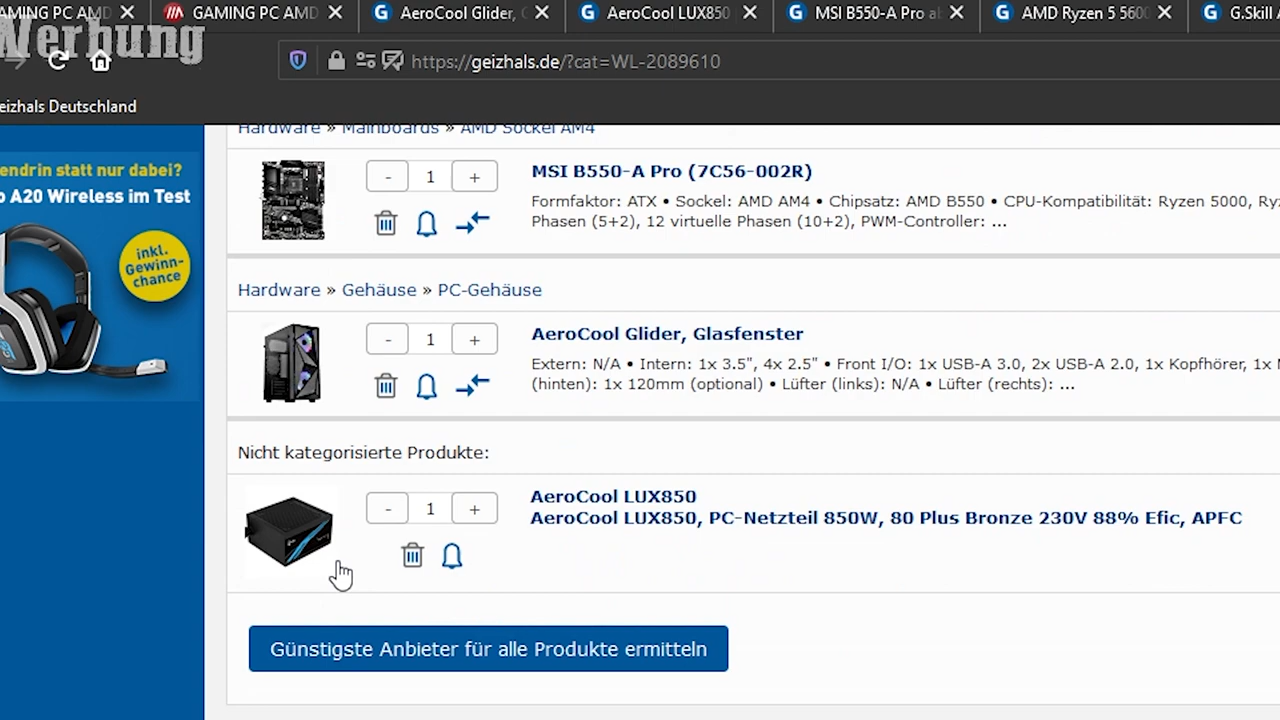 GAMING PC AMD
GAMING PC AMD
AeroCool Glider,
AeroCool LUX850
MSI B550-A Pro
AMD Ryzen 5 5600
G.Skill
Werbung
https://geizhals.de/?cat=WL-2089610
eizhals Deutschland
Hardware » Mainboards » AMD Sockel AM4
endrin statt nur dabei?
A20 Wireless im Test
inkl.
Gewinn-
chance
- 1 +
MSI B550-A Pro (7C56-002R)
Formfaktor: ATX • Sockel: AMD AM4 • Chipsatz: AMD B550 • CPU-Kompatibilität: Ryzen 5000,
Phasen (5+2), 12 virtuelle Phasen (10+2), PWM-Controller: ...
Hardware » Gehäuse » PC-Gehäuse
- 1 +
AeroCool Glider, Glasfenster
Extern: N/A • Intern: 1x 3.5", 4x 2.5" • Front I/O: 1x USB-A 3.0, 2x USB-A 2.0, 1x Kopfhörer, 1x
(hinten): 1x 120mm (optional) • Lüfter (links): N/A • Lüfter (rechts): ...
Nicht kategorisierte Produkte:
- 1 +
AeroCool LUX850
AeroCool LUX850, PC-Netzteil 850W, 80 Plus Bronze 230V 88% Efic, APFC
Günstigste Anbieter für alle Produkte ermitteln